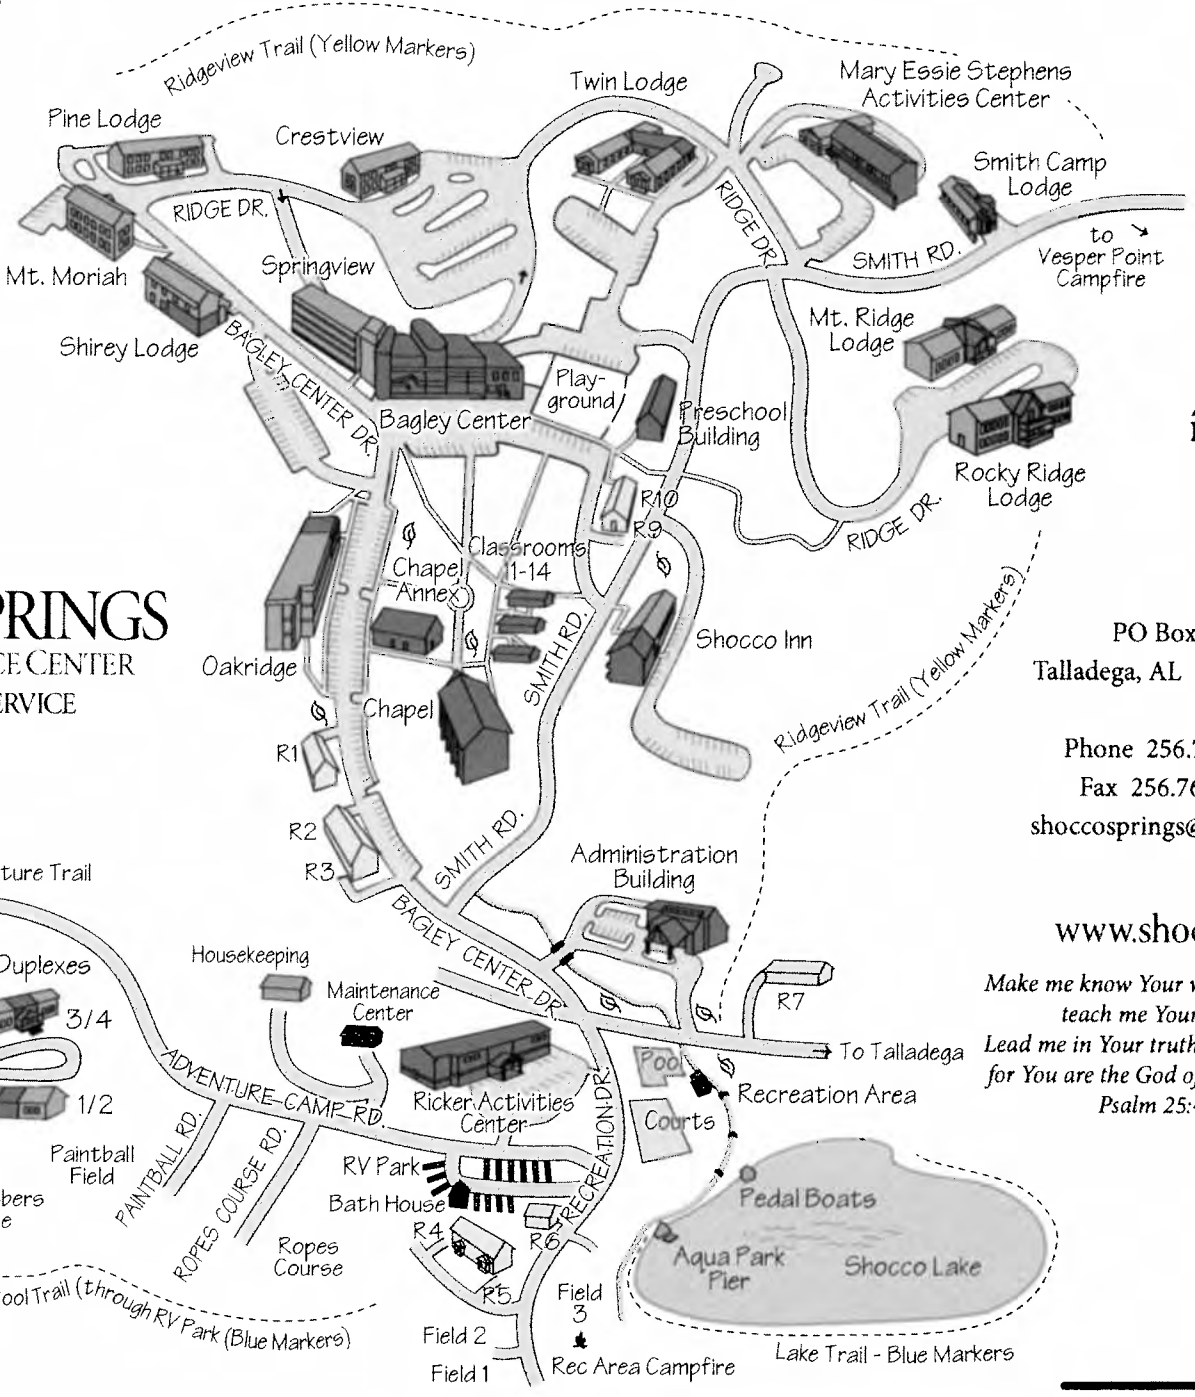 Ridgeview Trail (Yellow Markers)
Twin Lodge
Mary Essie Stephens
Activities Center
Pine Lodge
Crestview
Smith Camp
Lodge
RIDGE DR.
RIDGE DR.
SMITH RD.
to
Vesper Point
Campfire
Mt. Moriah
Springview
Shirey Lodge
BAGLEY CENTER DR.
Mt. Ridge
Lodge
Play-
ground
Bagley Center
Preschool
Building
Rocky Ridge
Lodge
R10
R9
RIDGE DR.
Classrooms
11-14
Chapel
Annex
PRINGS
CE CENTER
ERVICE
Oakridge
SMITH RD.
Shocco Inn
Ridgeview Trail (Yellow Markers)
PO Box
Talladega, AL
Chapel
R1
Phone 256.7
Fax 256.76
shoccosprings@
R2
R3
SMITH RD.
Administration
Building
ture Trail
BAGLEY CENTER DR.
www.shoc
Duplexes
3/4
1/2
Housekeeping
Maintenance
Center
R7
Make me know Your w
teach me Your
Lead me in Your truth
for You are the God of
Psalm 25:4
To Talladega
Pool
Recreation Area
ADVENTURE CAMP RD.
Ricker Activities
Center
RECREATION DR.
Courts
Paintball
Field
PAINTBALL RD.
ROPES COURSE RD.
RV Park
Bath House
R4
R6
R5
bers
e
Ropes
Course
Pedal Boats
Aqua Park
Pier
Shocco Lake
ool Trail (through RV Park (Blue Markers)
Field
3
Field 2
Field 1
Rec Area Campfire
Lake Trail - Blue Markers